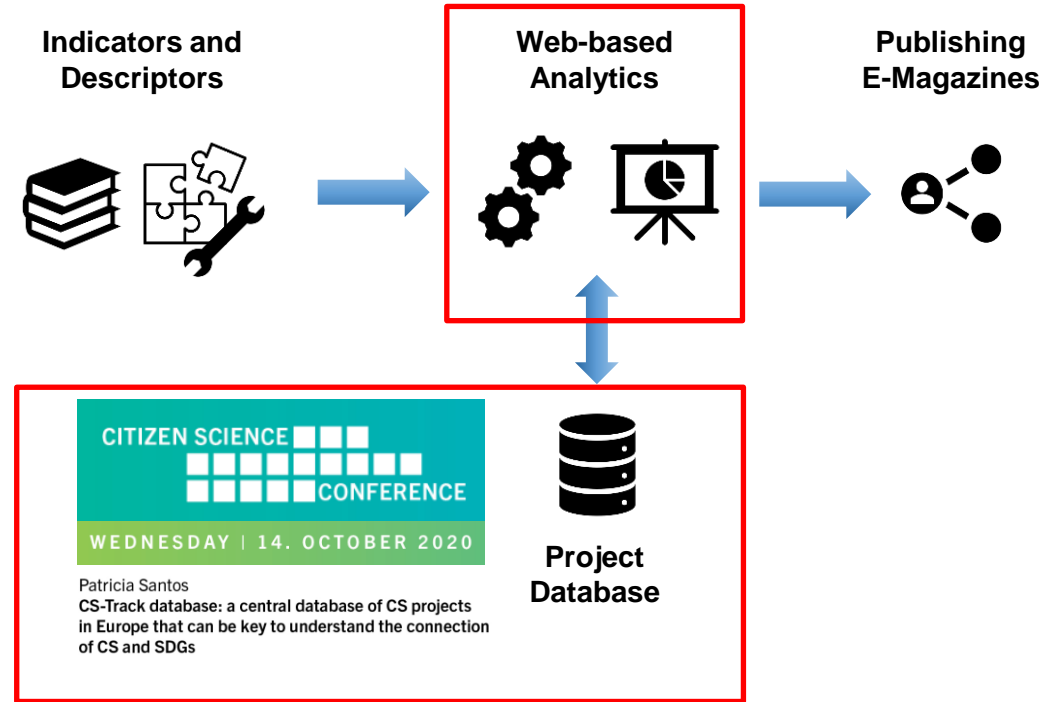 Indicators and
Descriptors
Web-based
Analytics
Publishing
E-Magazines
CITIZEN SCIENCE
CONFERENCE
WEDNESDAY | 14. OCTOBER 2020
Patricia Santos
CS-Track database: a central database of CS projects
in Europe that can be key to understand the connection
of CS and SDGs
Project
Database